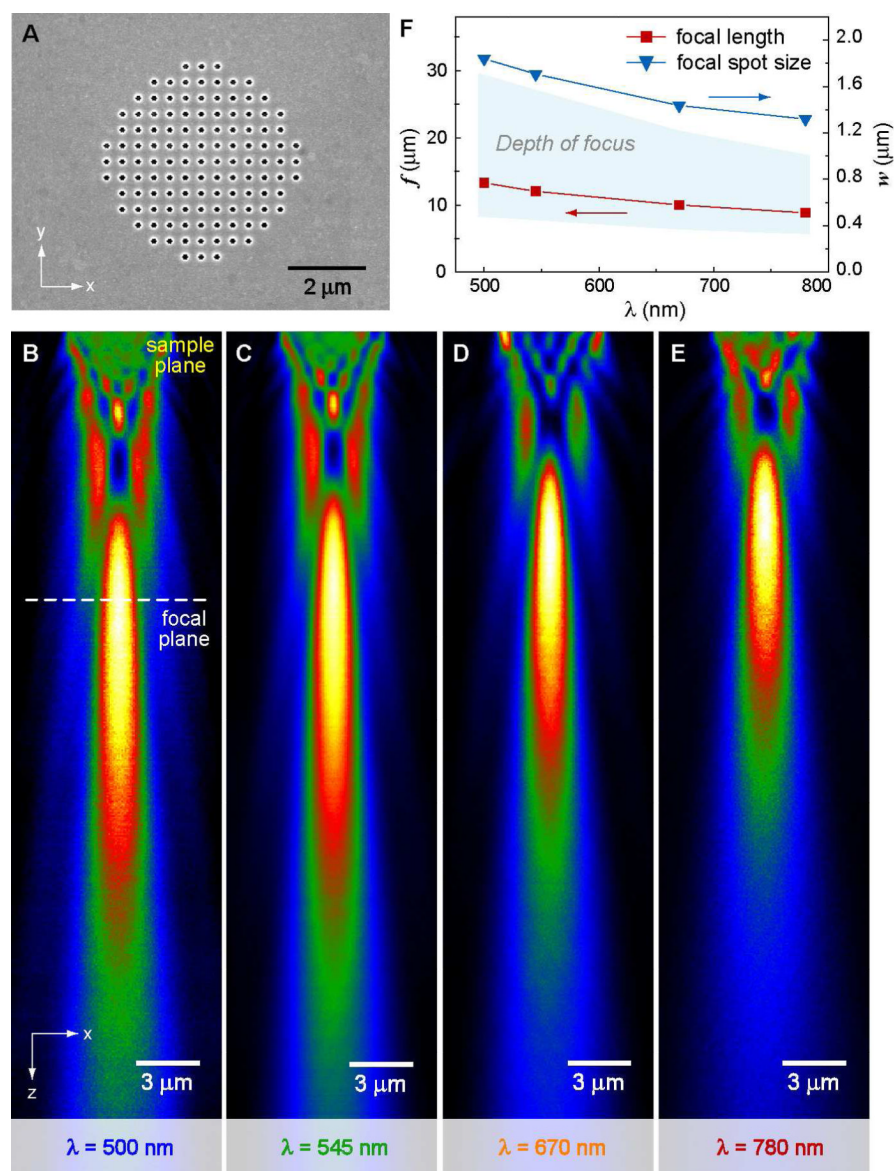 A
y
x
2 μm
F
focal length
focal spot size
Depth of focus
f (μm)
30
20
10
0
w (μm)
2.0
1.6
1.2
0.8
0.4
0.0
500
600
700
800
λ (nm)
B
sample
plane
focal
plane
x
z
3 μm
λ = 500 nm
C
3 μm
λ = 545 nm
D
3 μm
λ = 670 nm
E
3 μm
λ = 780 nm